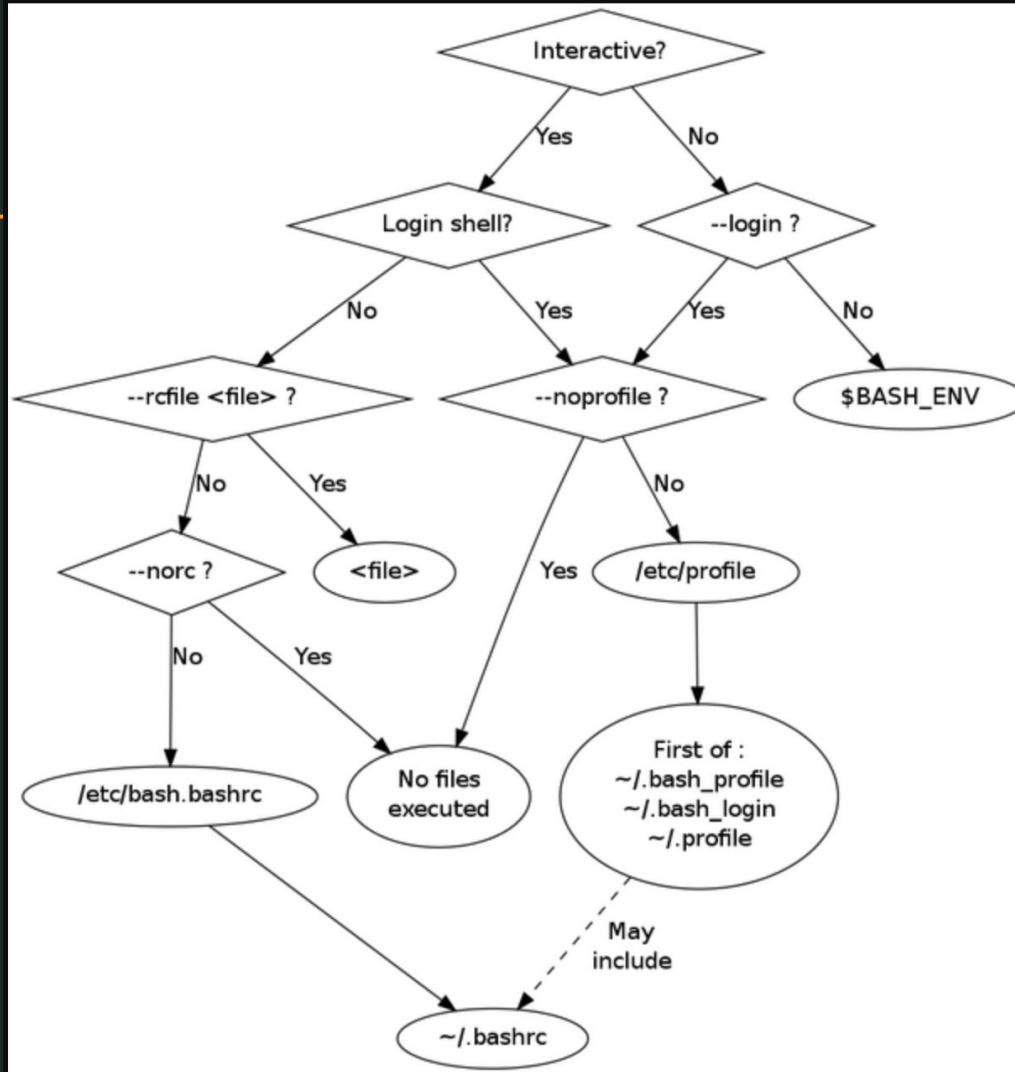 Interactive?
Yes
No
Login shell?
--login ?
No
Yes
Yes
No
--rcfile <file> ?
--noprofile ?
$BASH_ENV
No
Yes
No
--norc ?
<file>
Yes
/etc/profile
No
Yes
/etc/bash.bashrc
No files
executed
First of :
~/.bash_profile
~/.bash_login
~/.profile
May
include
~/.bashrc